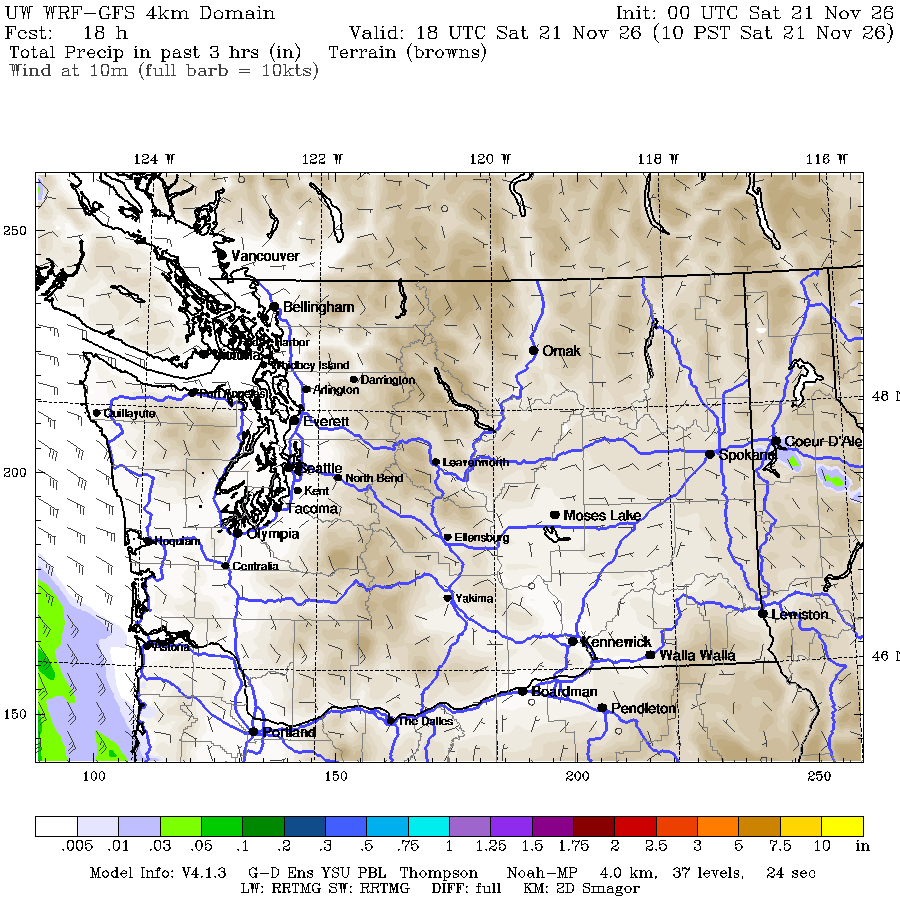 UW WRF-GFS 4km Domain Init: 00 UTC Sat 21 Nov 26
Fcst: 18 h Valid: 18 UTC Sat 21 Nov 26 (10 PST Sat 21 Nov 26)
Total Precip in past 3 hrs (in) Terrain (browns)
Wind at 10m (full barb = 10kts)
124 W 122 W 120 W 118 W 116 W
250
Vancouver
Bellingham
Harbor
Omak
Whidbey Island
Darrington
Arlington
Port Angeles
48 N
Quillayute
Everett
Coeur D'Ale
Spokane
Leavenworth
Seattle
200
North Bend
Kent
Tacoma
Moses Lake
Olympia
Hoquiam
Ellensburg
Centralia
Yakima
Lewiston
Kennewick
Astoria
Walla Walla
46 N
Boardman
Pendleton
150
The Dalles
Portland
100 150 200 250
.005 .01 .03 .05 .1 .2 .3 .5 .75 1 1.25 1.5 1.75 2 2.5 3 5 7.5 10 in
Model Info: V4.1.3 G-D Ens YSU PBL Thompson Noah-MP 4.0 km, 37 levels, 24 sec
LW: RRTMG SW: RRTMG DIFF: full KM: 2D Smagor